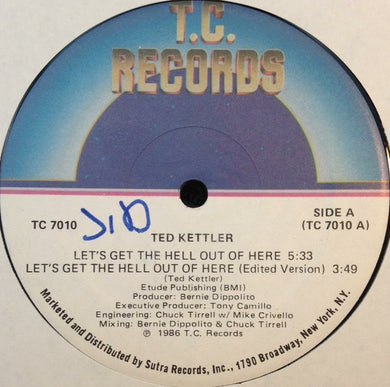 T.C.
RECORDS
TC 7010
SIDE A
(TC 7010 A)
TED KETTLER
LET'S GET THE HELL OUT OF HERE 5:33
LET'S GET THE HELL OUT OF HERE (Edited Version) 3:49
(Ted Kettler)
Etude Publishing (BMI)
Producer: Bernie Dippolito
Executive Producer: Tony Camillo
Engineering: Chuck Tirrell w/ Mike Crivello
Mixing: Bernie Dippolito & Chuck Tirrell
℗ 1986 T.C. Records
Marketed and Distributed by Sutra Records, Inc., 1790 Broadway, New York, N.Y.